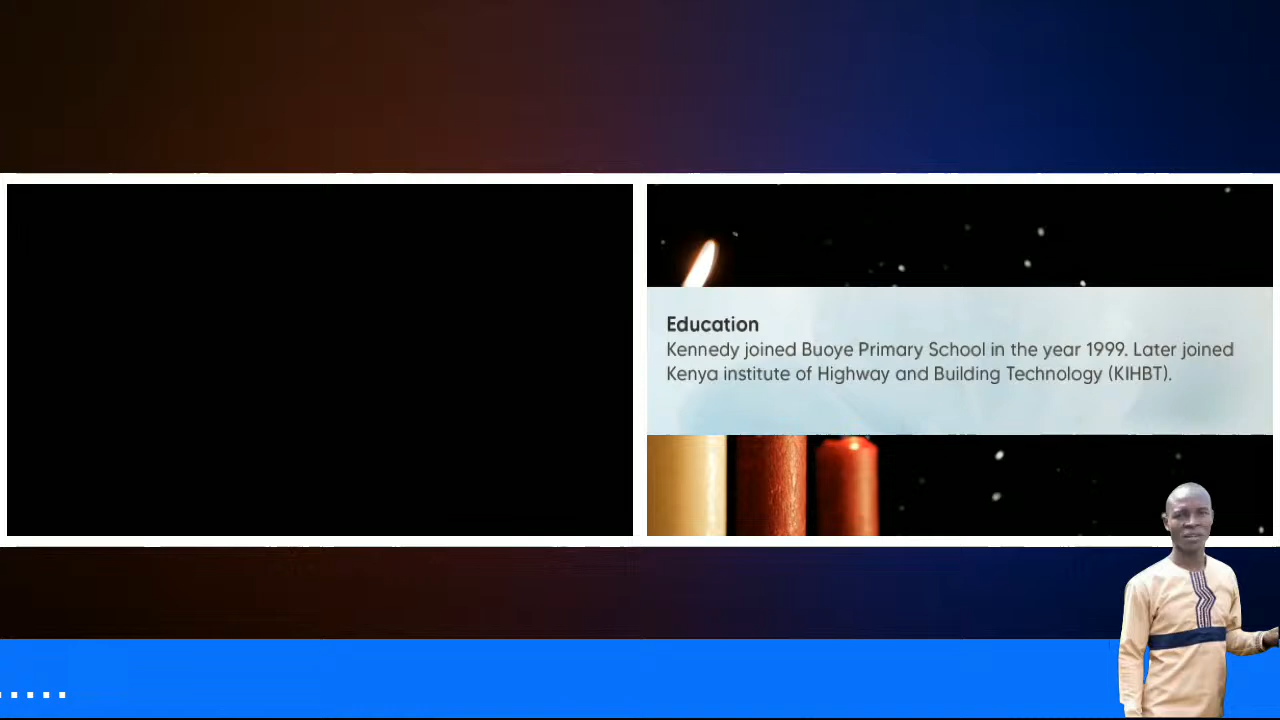 Education
Kennedy joined Buoye Primary School in the year 1999. Later joined
Kenya institute of Highway and Building Technology (KIHBT).
.....